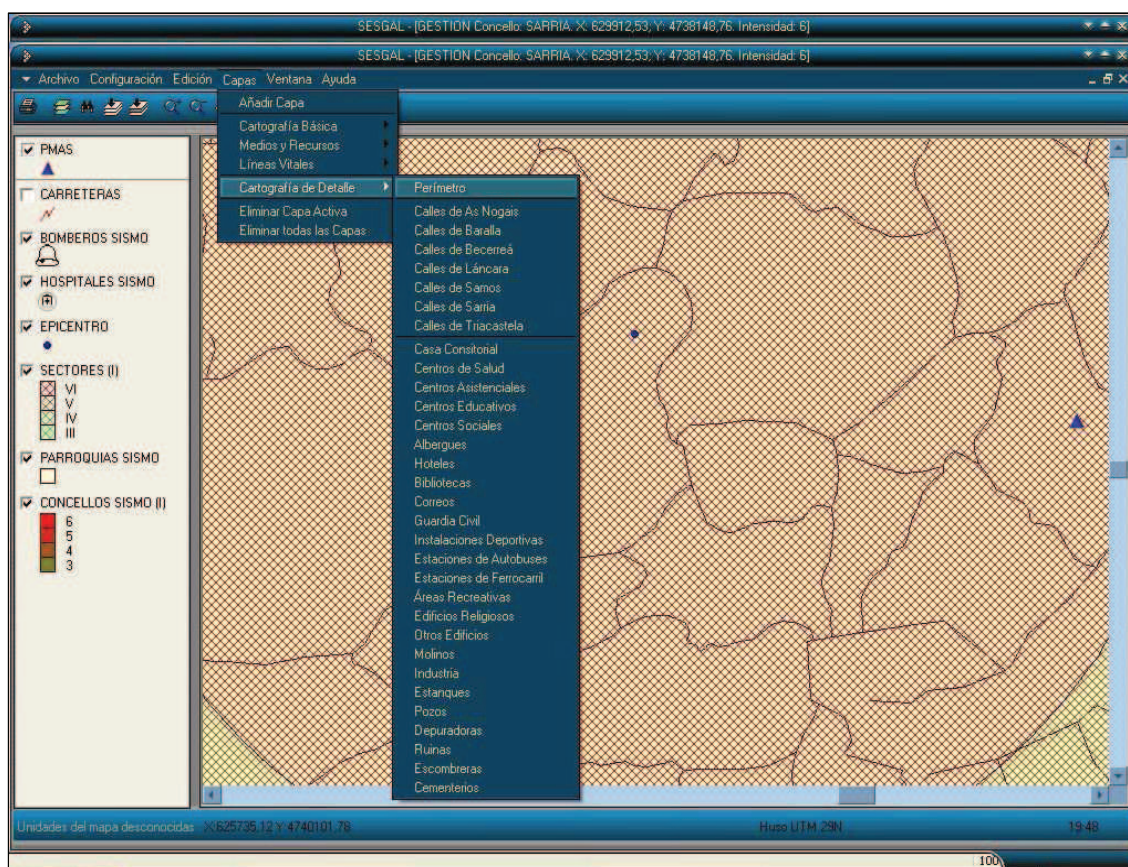 SESGAL - [GESTION Concello: SARRIA. X: 629912,53; Y: 4738148,76. Intensidad: 6]
SESGAL - [GESTION Concello: SARRIA. X: 629912,53; Y: 4738148,76. Intensidad: 6]
Archivo Configuración Edición Capas Ventana Ayuda
Añadir Capa
Cartografía Básica
Medios y Recursos
Líneas Vitales
Cartografía de Detalle
Eliminar Capa Activa
Eliminar todas las Capas
Perímetro
Calles de As Nogais
Calles de Baralla
Calles de Becerreá
Calles de Láncara
Calles de Samos
Calles de Sarria
Calles de Triacastela
Casa Consitorial
Centros de Salud
Centros Asistenciales
Centros Educativos
Centros Sociales
Albergues
Hoteles
Bibliotecas
Correos
Guardia Civil
Instalaciones Deportivas
Estaciones de Autobuses
Estaciones de Ferrocarril
Áreas Recreativas
Edificios Religiosos
Otros Edificios
Molinos
Industria
Estanques
Pozos
Depuradoras
Ruinas
Escombreras
Cementerios
PMAS
CARRETERAS
BOMBEROS SISMO
HOSPITALES SISMO
EPICENTRO
SECTORES (I)
VI
V
IV
III
PARROQUIAS SISMO
CONCELLOS SISMO (I)
6
5
4
3
Unidades del mapa desconocidas X:625735,12 Y:4740101,78 Huso UTM 29N 19:48
100